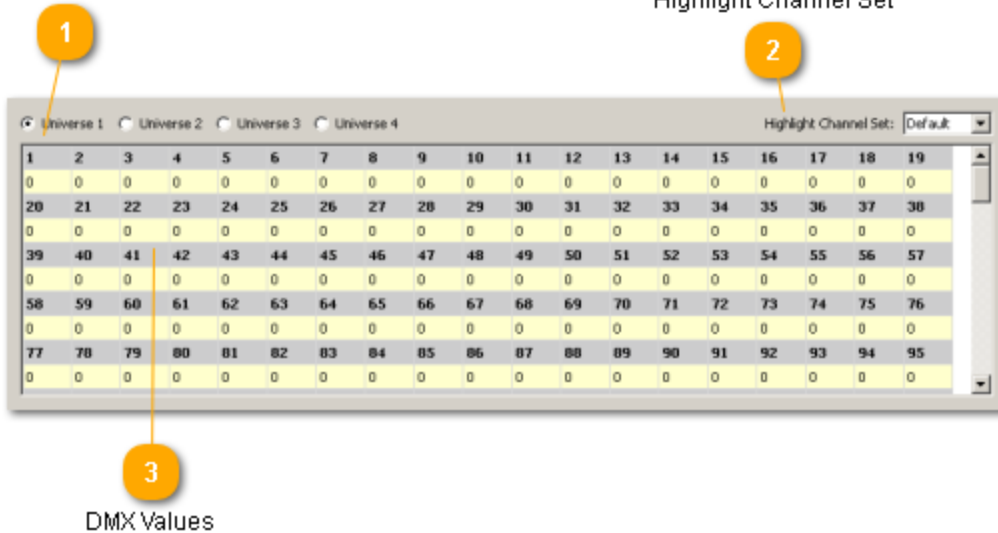 Highlight Channel Set
1
2
Universe 1 Universe 2 Universe 3 Universe 4 Highlight Channel Set: Default
1 2 3 4 5 6 7 8 9 10 11 12 13 14 15 16 17 18 19
0 0 0 0 0 0 0 0 0 0 0 0 0 0 0 0 0 0 0
20 21 22 23 24 25 26 27 28 29 30 31 32 33 34 35 36 37 38
0 0 0 0 0 0 0 0 0 0 0 0 0 0 0 0 0 0 0
39 40 41 42 43 44 45 46 47 48 49 50 51 52 53 54 55 56 57
0 0 0 0 0 0 0 0 0 0 0 0 0 0 0 0 0 0 0
58 59 60 61 62 63 64 65 66 67 68 69 70 71 72 73 74 75 76
0 0 0 0 0 0 0 0 0 0 0 0 0 0 0 0 0 0 0
77 78 79 80 81 82 83 84 85 86 87 88 89 90 91 92 93 94 95
0 0 0 0 0 0 0 0 0 0 0 0 0 0 0 0 0 0 0
3
DMX Values